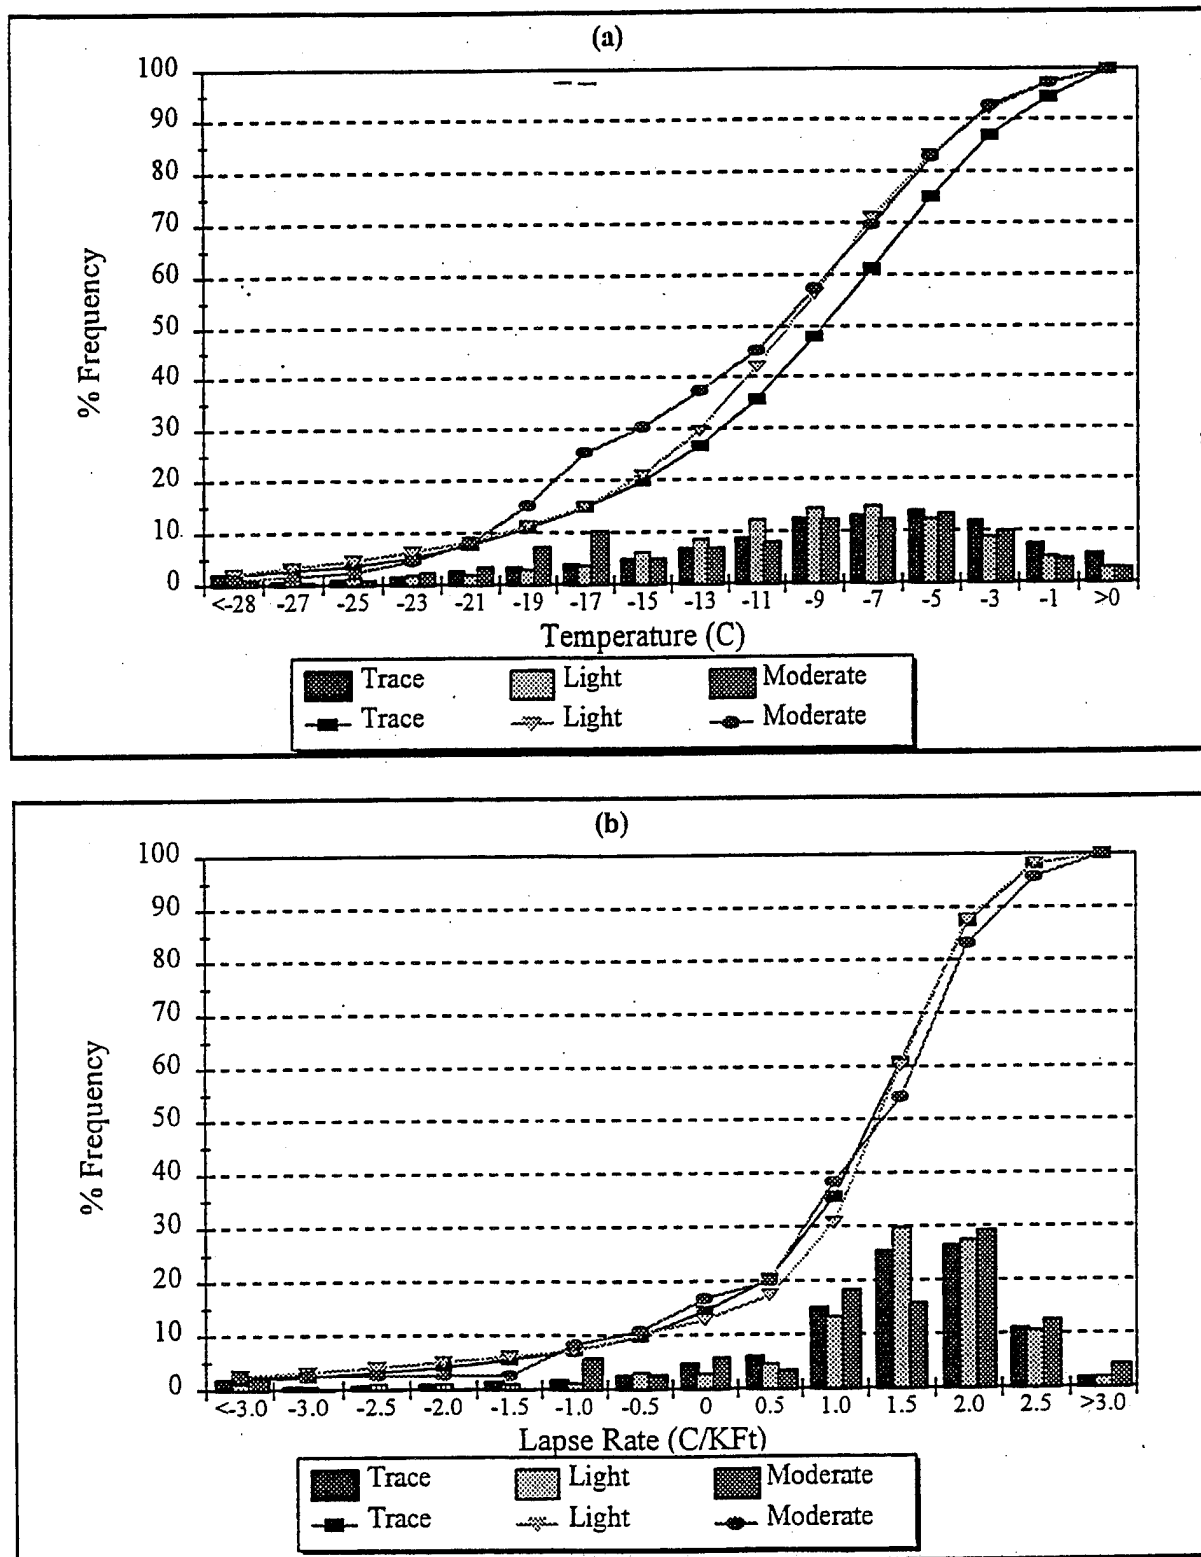 (a)
100
90
80
70
60
50
40
30
20
10
0
% Frequency
<-28 -27 -25 -23 -21 -19 -17 -15 -13 -11 -9 -7 -5 -3 -1 >0
Temperature (C)
Trace Light Moderate
Trace Light Moderate
(b)
100
90
80
70
60
50
40
30
20
10
0
% Frequency
<-3.0 -3.0 -2.5 -2.0 -1.5 -1.0 -0.5 0 0.5 1.0 1.5 2.0 2.5 >3.0
Lapse Rate (C/KFt)
Trace Light Moderate
Trace Light Moderate